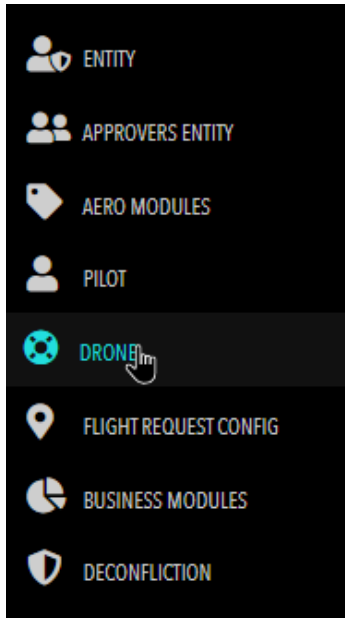 ENTITY
APPROVERS ENTITY
AERO MODULES
PILOT
DRONE
FLIGHT REQUEST CONFIG
BUSINESS MODULES
DECONFLICTION